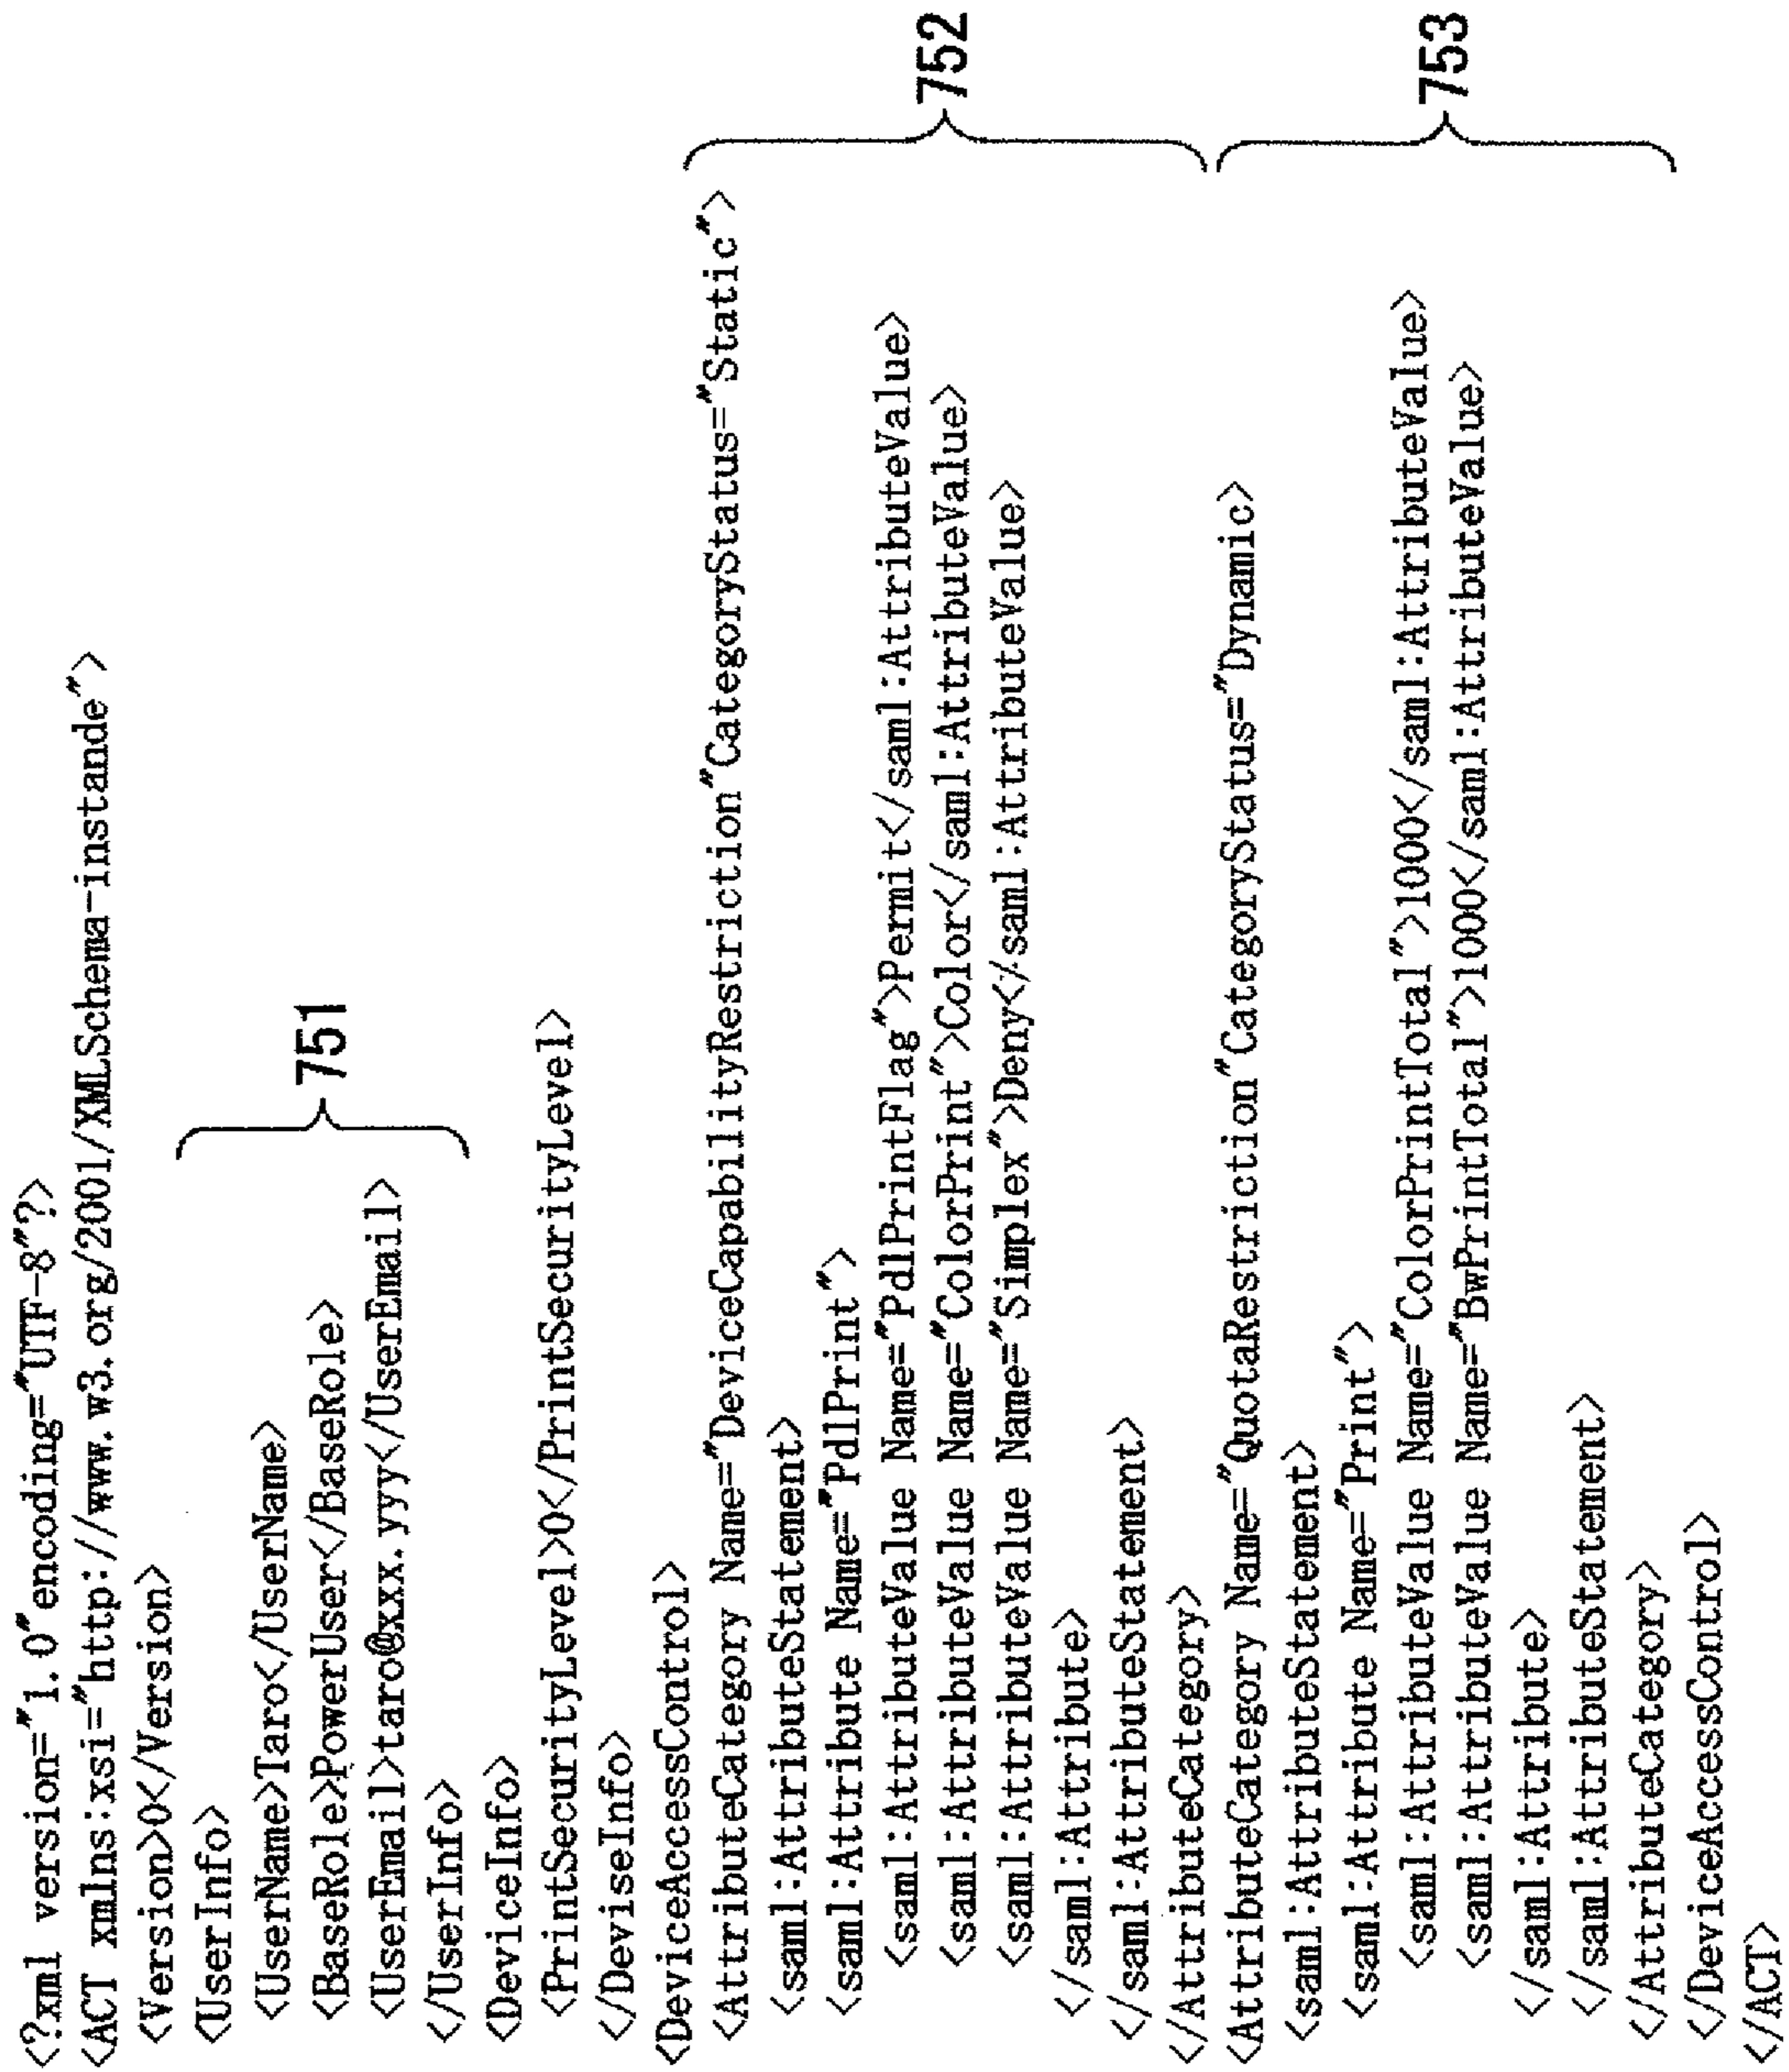 <?xml version="1.0"encoding="UTF-8"?>
<ACT xmlns:xsi="http://www.w3.org/2001/XMLSchema-instande">
<Version>0</Version>
<UserInfo>
<UserName>Taro</UserName>
<BaseRole>PowerUser</BaseRole>
<UserEmail>taro@xxx.yyy</UserEmail>
</UserInfo>
751
<DeviceInfo>
<PrintSecurityLevel>0</PrintSecurityLevel>
</DeviseInfo>
<DeviceAccessControl>
<AttributeCategory Name="DeviceCapabilityRestriction"CategoryStatus="Static">
<saml:AttributeStatement>
<saml:Attribute Name="PdlPrint">
<saml:AttributeValue Name="PdlPrintFlag">Permit</saml:AttributeValue>
<saml:AttributeValue Name="ColorPrint">Color</saml:AttributeValue>
<saml:AttributeValue Name="Simplex">Deny</saml:AttributeValue>
</saml:Attribute>
</saml:AttributeStatement>
</AttributeCategory>
752
<AttributeCategory Name="QuotaRestriction"CategoryStatus="Dynamic>
<saml:AttributeStatement>
<saml:Attribute Name="Print">
<saml:AttributeValue Name="ColorPrintTotal">1000</saml:AttributeValue>
<saml:AttributeValue Name="BwPrintTotal">1000</saml:AttributeValue>
</saml:Attribute>
</saml:AttributeStatement>
</AttributeCategory>
753
</DeviceAccessControl>
</ACT>